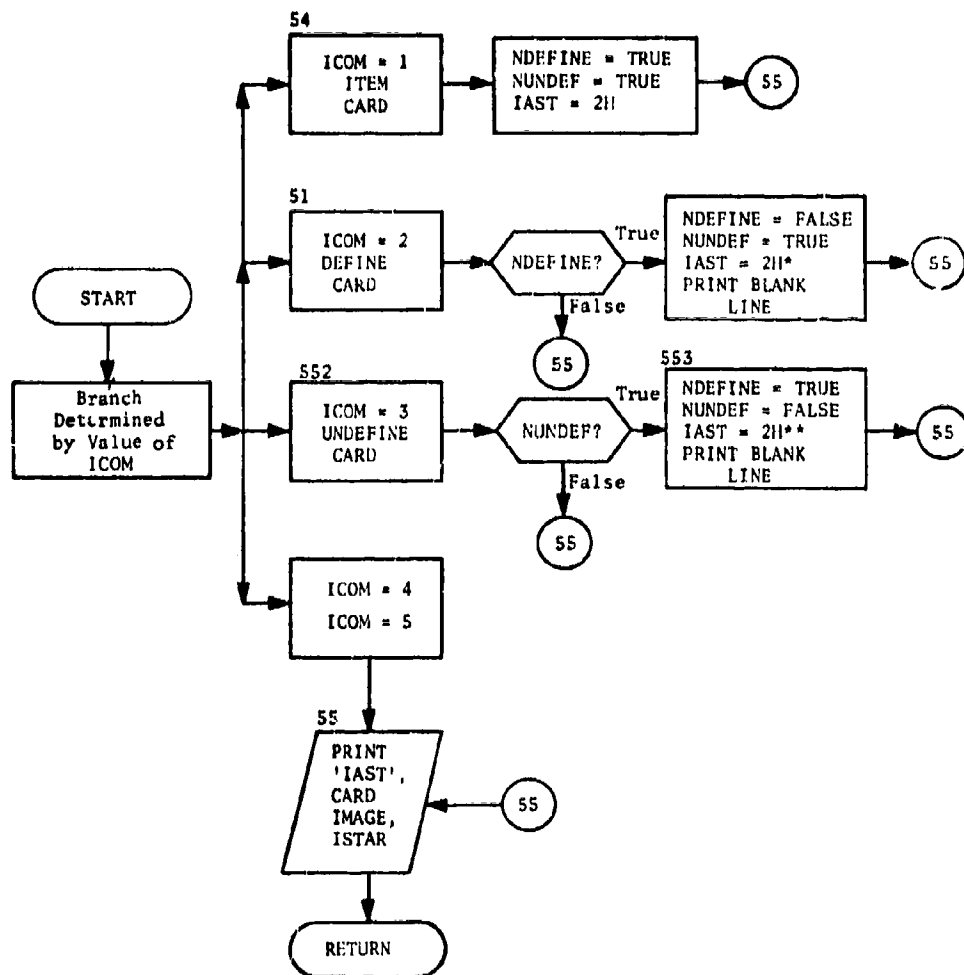 54
ICOM = 1
ITEM
CARD
NDEFINE = TRUE
NUNDEF = TRUE
IAST = 2H
55
51
ICOM = 2
DEFINE
CARD
NDEFINE?
True
False
55
NDEFINE = FALSE
NUNDEF = TRUE
IAST = 2H*
PRINT BLANK
LINE
55
START
Branch
Determined
by Value of
ICOM
552
ICOM = 3
UNDEFINE
CARD
NUNDEF?
True
False
55
553
NDEFINE = TRUE
NUNDEF = FALSE
IAST = 2H**
PRINT BLANK
LINE
55
ICOM = 4
ICOM = 5
55
PRINT
'IAST',
CARD
IMAGE,
ISTAR
55
RETURN